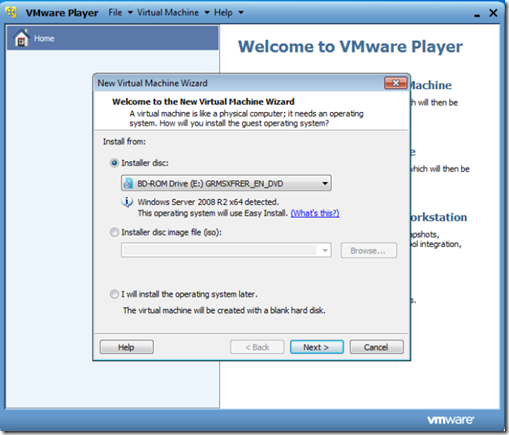 VMware Player File Virtual Machine Help
Home
Welcome to VMware Player
New Virtual Machine Wizard
Welcome to the New Virtual Machine Wizard
A virtual machine is like a physical computer; it needs an operating
system. How will you install the guest operating system?
Install from:
Installer disc:
BD-ROM Drive (E:) GRMSXFRER_EN_DVD
Windows Server 2008 R2 x64 detected.
This operating system will use Easy Install. (What's this?)
Installer disc image file (iso):
Browse...
I will install the operating system later.
The virtual machine will be created with a blank hard disk.
Help
< Back
Next >
Cancel
Machine
which will then be
orkstation
apshots,
ool integration,
vmware